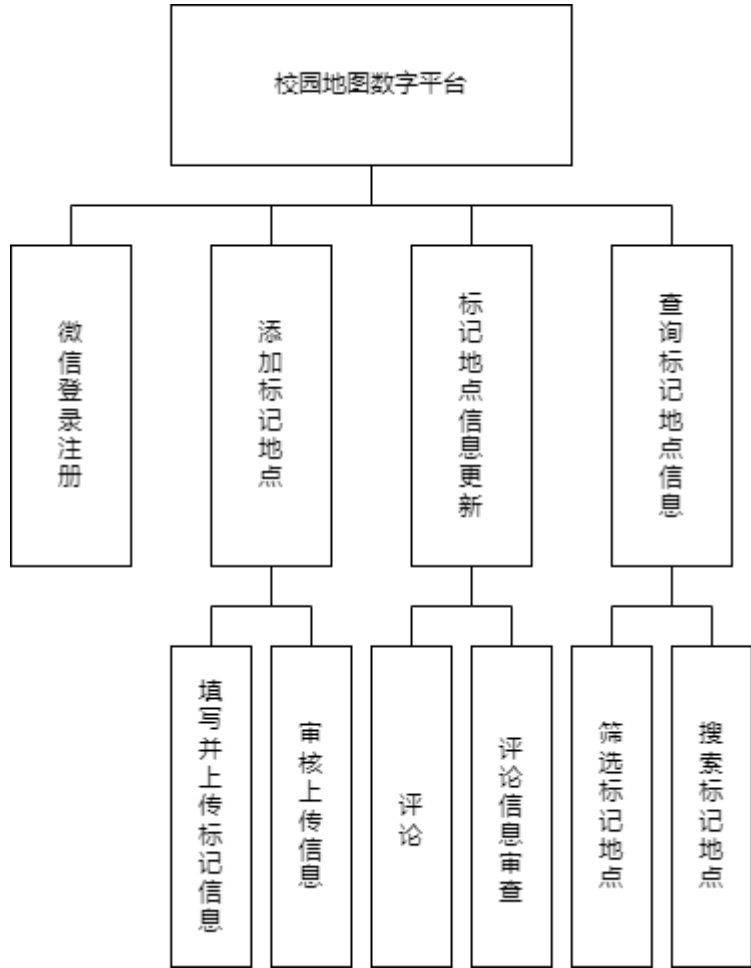 校园地图数字平台
微信登录注册
添加标记地点
标记地点信息更新
查询标记地点信息
填写并上传标记信息
审核上传信息
评论
评论信息审查
筛选标记地点
搜索标记地点